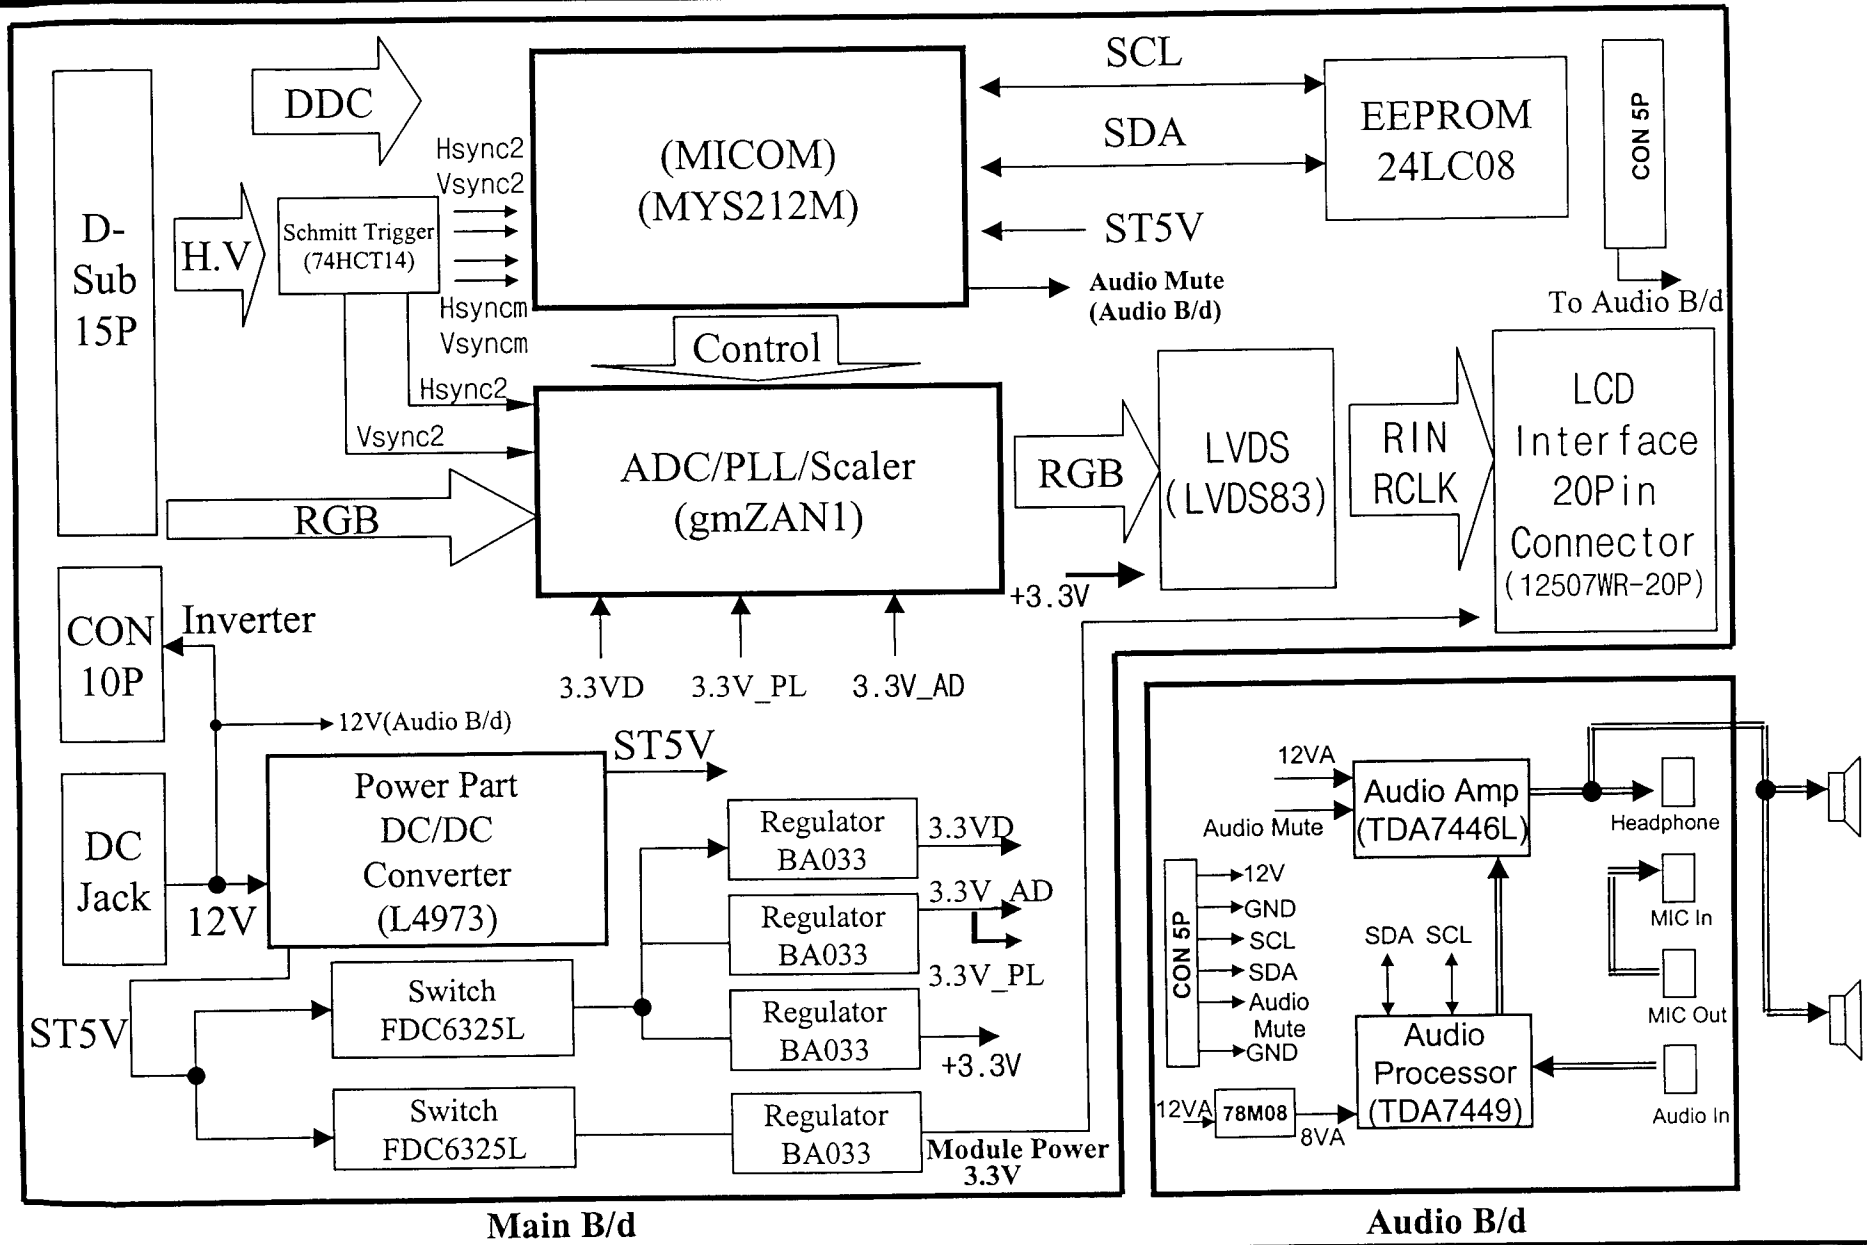 DDC
SCL
SDA
ST5V
Audio Mute
(Audio B/d)
(MICOM)
(MYS212M)
EEPROM
24LC08
CON 5P
To Audio B/d
D-
Sub
15P
H.V
Hsync2
Vsync2
Schmitt Trigger
(74HCT14)
Hsyncm
Vsyncm
Control
Hsync2
Vsync2
RGB
ADC/PLL/Scaler
(gmZAN1)
RGB
LVDS
(LVDS83)
+3.3V
RIN
RCLK
LCD
Interface
20Pin
Connector
(12507WR-20P)
3.3VD
3.3V_PL
3.3V_AD
CON
10P
Inverter
12V(Audio B/d)
DC
Jack
12V
Power Part
DC/DC
Converter
(L4973)
ST5V
ST5V
Switch
FDC6325L
Switch
FDC6325L
Regulator
BA033
3.3VD
Regulator
BA033
3.3V_AD
3.3V_PL
Regulator
BA033
+3.3V
Regulator
BA033
Module Power
3.3V
Main B/d
12VA
Audio Mute
Audio Amp
(TDA7446L)
Headphone
CON 5P
12V
GND
SCL
SDA
Audio
Mute
GND
SDA
SCL
MIC In
MIC Out
Audio
Processor
(TDA7449)
Audio In
12VA
78M08
8VA
Audio B/d